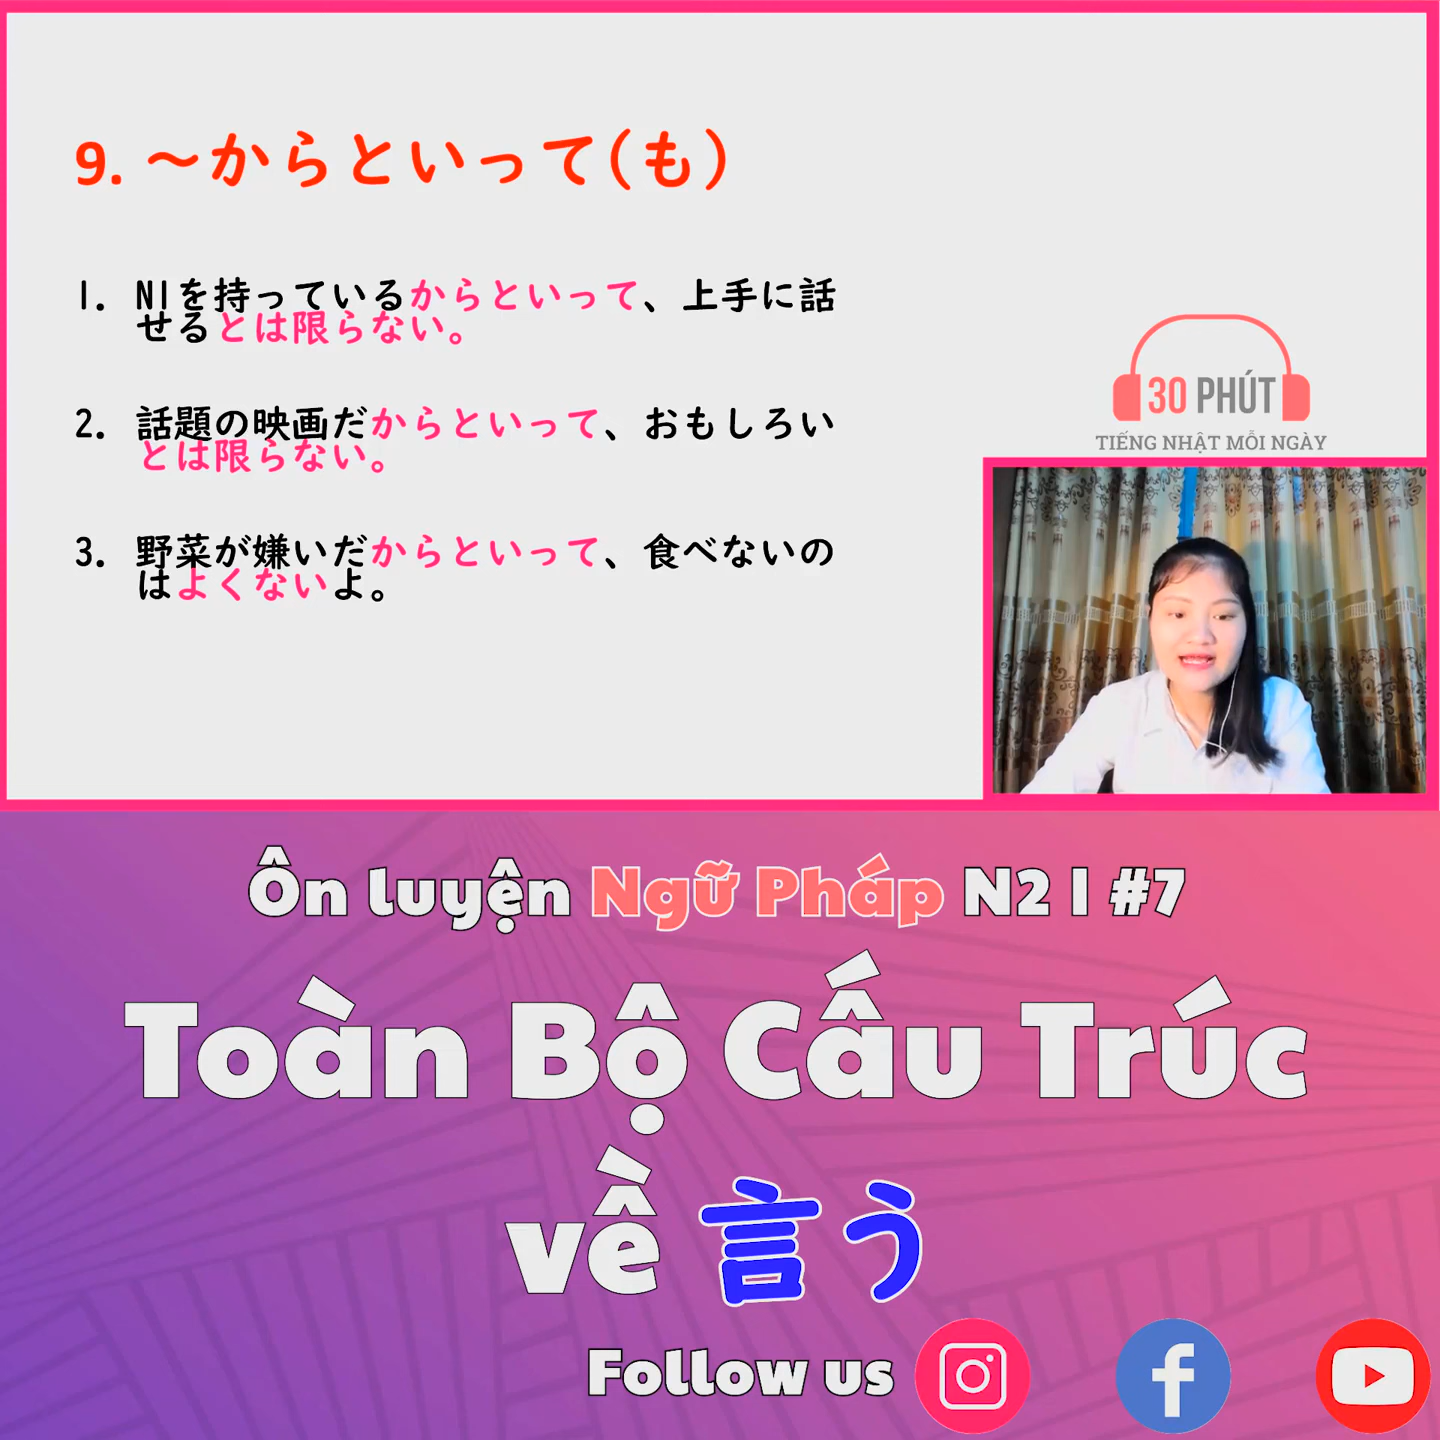 9. ～からといって(も)
1. N1を持っているからといって、上手に話
せるとは限らない。
2. 話題の映画だからといって、おもしろい
とは限らない。
3. 野菜が嫌いだからといって、食べないの
はよくないよ。
30 PHÚT
TIẾNG NHẬT MỖI NGÀY
Ôn luyện Ngữ Pháp N2 | #7
Toàn Bộ Cấu Trúc
về 言う
Follow us